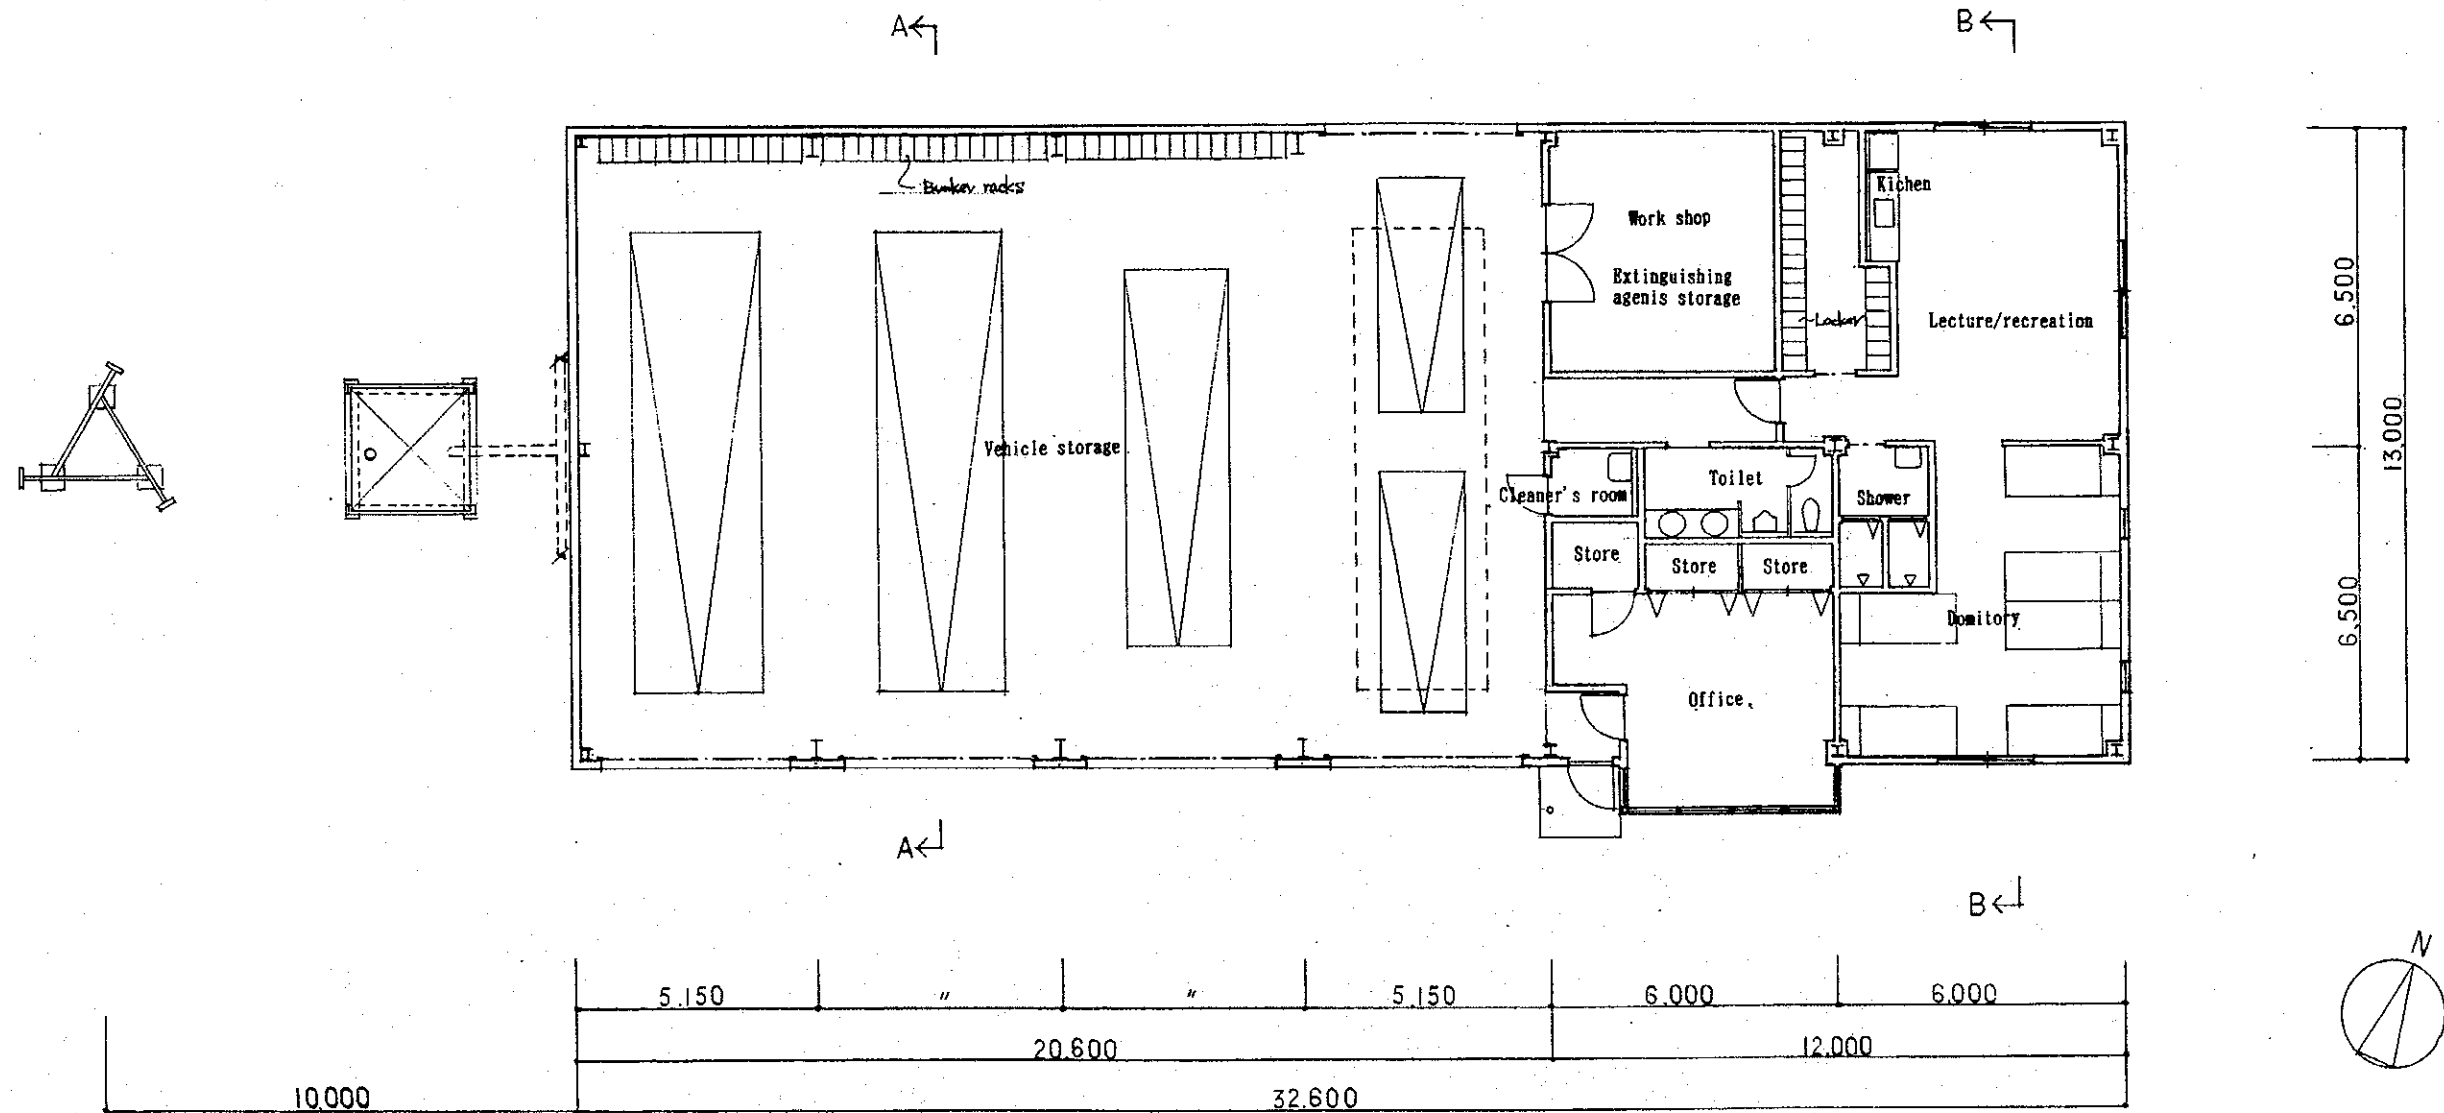 A
B
Bunker racks
Kichen
Work shop
Extinguishing
agenis storage
Locker
Lecture/recreation
6,500
13,000
Vehicle storage
Cleaner's room
Toilet
Shower
Store
Store
Store
Domitory
6,500
Office
A
B
N
5.150
"
"
5.150
6,000
6,000
20.600
12,000
10,000
32.600